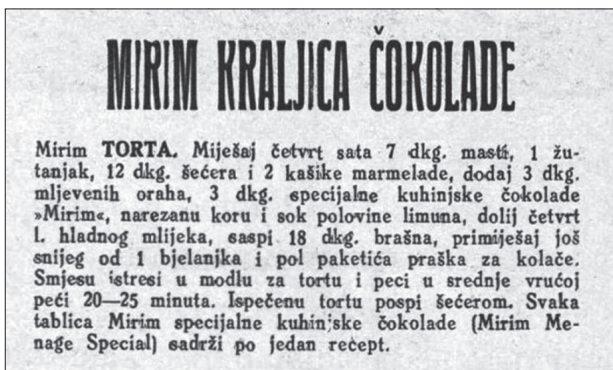 MIRIM KRALJICA ČOKOLADE
Mirim TORTA. Miješaj četvrt sata 7 dkg. masti, 1 žu-
tanjak, 12 dkg. šećera i 2 kašike marmelade, dodaj 3 dkg.
mljevenih oraha, 3 dkg. specijalne kuhinjske čokolade
»Mirim«, narezanu koru i sok polovine limuna, dolij četvrt
l. hladnog mlijeka, saspi 18 dkg. brašna, primiješaj još
snijeg od 1 bjelanjka i pol paketića praška za kolače.
Smjesu istresi u modlu za tortu i peci u srednje vrućoj
peći 20—25 minuta. Ispečenu tortu pospi šećerom. Svaka
tablica Mirim specijalne kuhinjske čokolade (Mirim Me-
nage Special) sadrži po jedan recept.